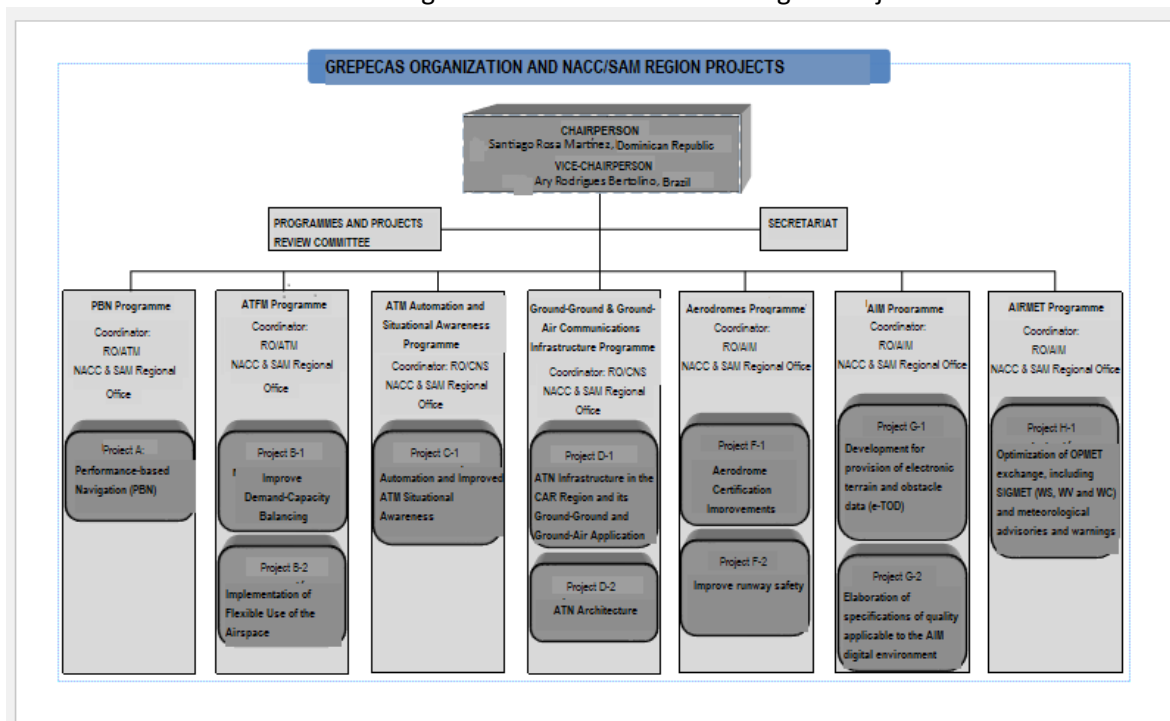 GREPECAS ORGANIZATION AND NACC/SAM REGION PROJECTS
CHAIRPERSON
Santiago Rosa Martínez, Dominican Republic
VICE-CHAIRPERSON
Ary Rodrigues Bertolino, Brazil
PROGRAMMES AND PROJECTS
REVIEW COMMITTEE
SECRETARIAT
PBN Programme
Coordinator:
RO/ATM
NACC & SAM Regional
Office
Project A:
Performance-based
Navigation (PBN)
ATFM Programme
Coordinator:
RO/ATM
NACC & SAM Regional
Office
Project B-1
Improve
Demand-Capacity
Balancing
Project B-2
Implementation of
Flexible Use of the
Airspace
ATM Automation and
Situational Awareness
Programme
Coordinator: RO/CNS
NACC & SAM Regional
Office
Project C-1
Automation and Improved
ATM Situational
Awareness
Ground-Ground & Ground-
Air Communications
Infrastructure Programme
Coordinator: RO/CNS
NACC & SAM Regional
Office
Project D-1
ATN Infrastructure in the
CAR Region and its
Ground-Ground and
Ground-Air Application
Project D-2
ATN Architecture
Aerodromes Programme
Coordinator:
RO/AIM
NACC & SAM Regional Office
Project F-1
Aerodrome
Certification
Imorovements
Project F-2
Improve runway safety
AIM Programme
Coordinator:
RO/AIM
NACC & SAM Regional Office
Project G-1
Development for
provision of electronic
terrain and obstacle
data (e-TOD)
Project G-2
Elaboration of
specifications of quality
applicable to the AIM
digital environment
AIRMET Programme
Coordinator:
RO/AIM
NACC & SAM Regional Office
Project H-1
Optimization of OPMET
exchange, including
SIGMET (WS, WV and WC)
and meteorological
advisories and warnings